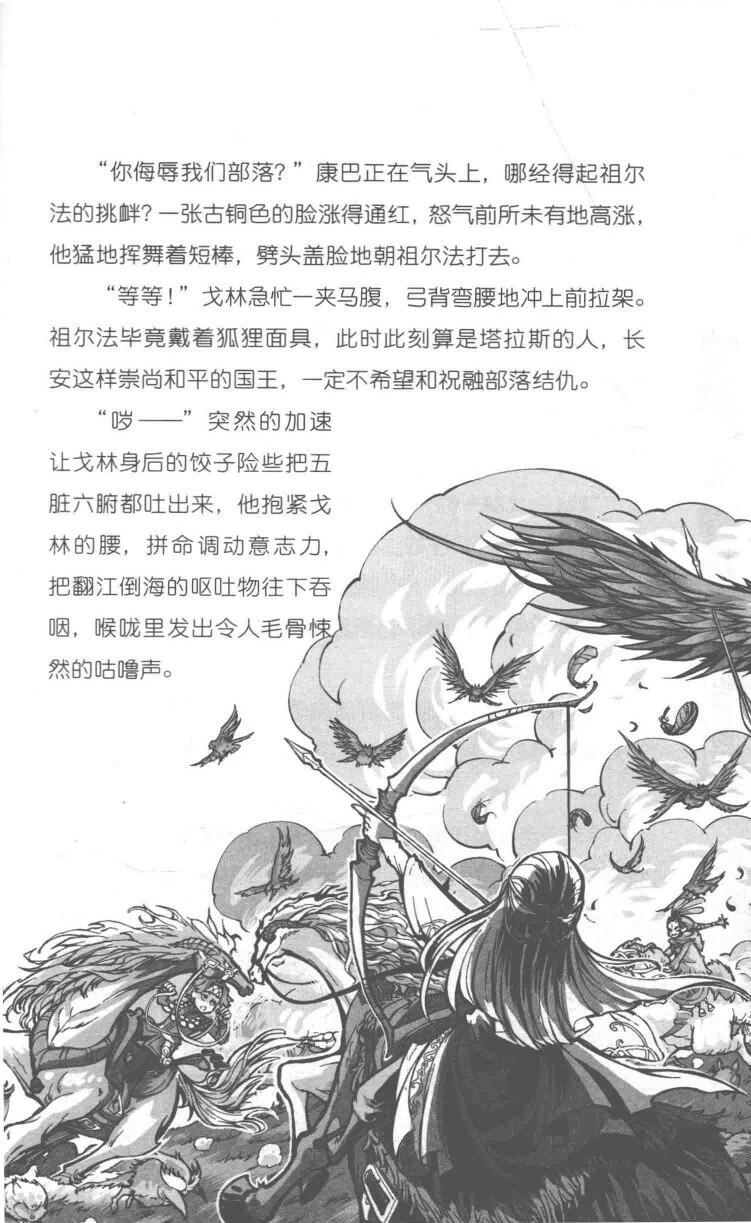 “你侮辱我们部落？”康巴正在气头上，哪经得起祖尔
法的挑衅？一张古铜色的脸涨得通红，怒气前所未有地高涨，
他猛地挥舞着短棒，劈头盖脸地朝祖尔法打去。
“等等！”戈林急忙一夹马腹，弓背弯腰地冲上前拉架。
祖尔法毕竟戴着狐狸面具，此时此刻算是塔拉斯的人，长
安这样崇尚和平的国王，一定不希望和祝融部落结仇。
“哕——”突然的加速
让戈林身后的饺子险些把五
脏六腑都吐出来，他抱紧戈
林的腰，拼命调动意志力，
把翻江倒海的呕吐物往下吞
咽，喉咙里发出令人毛骨悚
然的咕噜声。